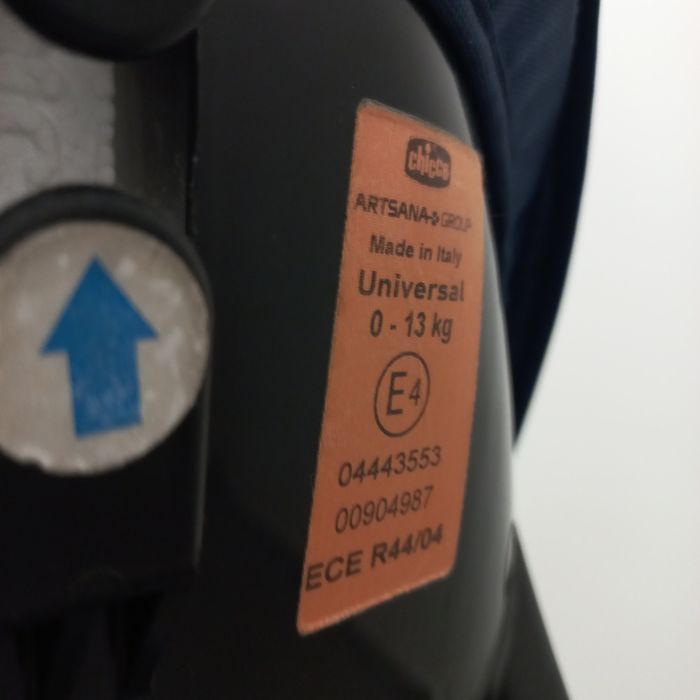 chicco
ARTSANA GROUP
Made in Italy
Universal
0 - 13 kg
E4
04443553
00904987
ECE R44/04